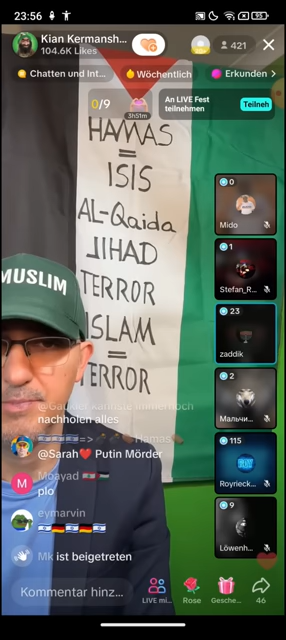 23:56
95
Kian Kermansh...
104.6K Likes
421
Chatten und Int...
Wöchentlich
Erkunden
0/9
3h51m
An LIVE Fest
teilnehmen
Teilneh
HAMAS
=
ISIS
AL-Qaida
JIHAD
TERROR
ISLAM
=
TERROR
MUSLIM
0
Mido
1
Stefan_R...
23
zaddik
2
Мальчи...
115
Royrieck...
9
Löwenh...
immernoch
nachholen alles
=> Hamas
@Sarah❤️ Putin Mörder
M
Moayad
plo
eymarvin
🇮🇱🇩🇪🇮🇱🇩🇪🇮🇱
Mk ist beigetreten
Kommentar hinz...
LIVE mi...
Rose
Gesche...
46